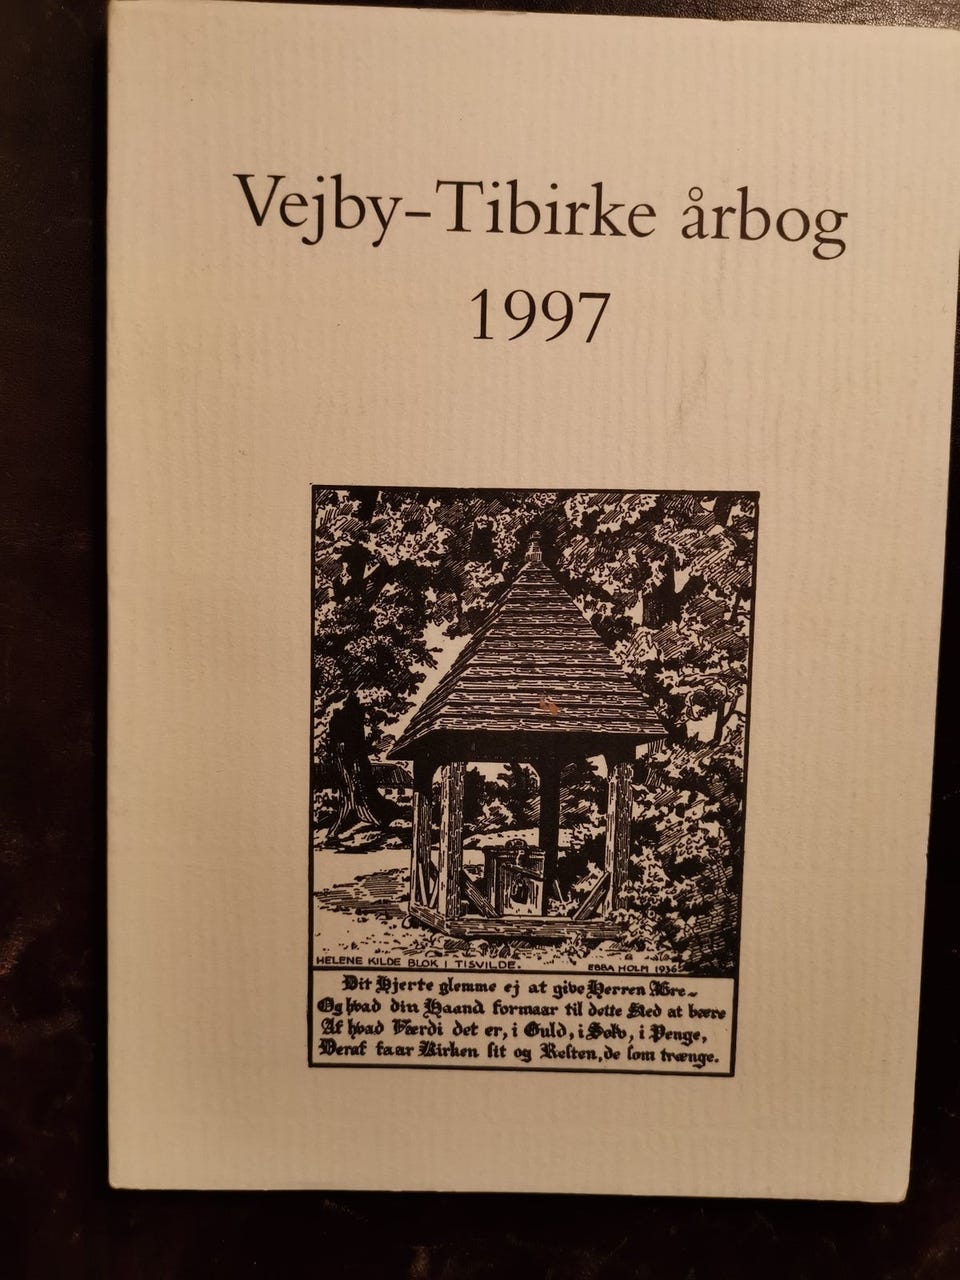 Vejby-Tibirke årbog
1997
HELENE KILDE BLOK I TISVILDE.
EBBA HOLM 1936
Dit Hjerte glemme ej at give Herren Ære~
Og hvad din Haand formaar til dette Sted at bære
Af hvad Værdi det er, i Guld, i Sølv, i Penge,
Deraf faar Kirken sit og Resten, de som trænge.